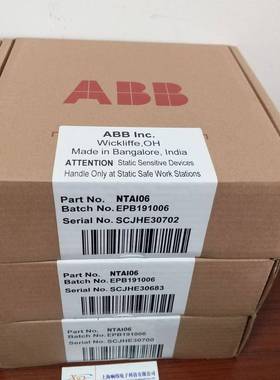 ABB
ABB Inc.
Wickliffe,OH
Made in Bangalore, India
ATTENTION Static Sensitive Devices
Handle Only at Static Safe Work Stations
Part No. NTAI06
Batch No. EPB191006
Serial No. SCJHE30702
Part No. NTAI06
Batch No. EPB191006
Serial No. SCJHE30683
Part No. NTAI06
Batch No. EPB191006
Serial No. SCJHE30700